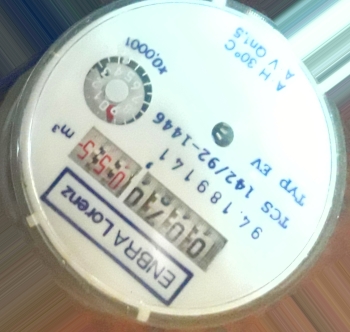 A H 30°C
A V Qn1,5
TYP EV
TCS 142/92-1446
94.189141
x0,0001
m³
ENBRA Lorenz